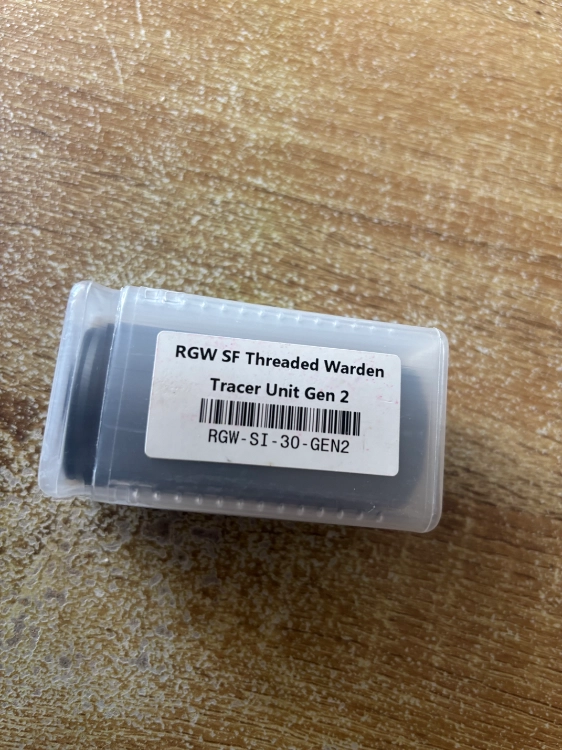 RGW SF Threaded Warden
Tracer Unit Gen 2
RGW-SI-30-GEN2